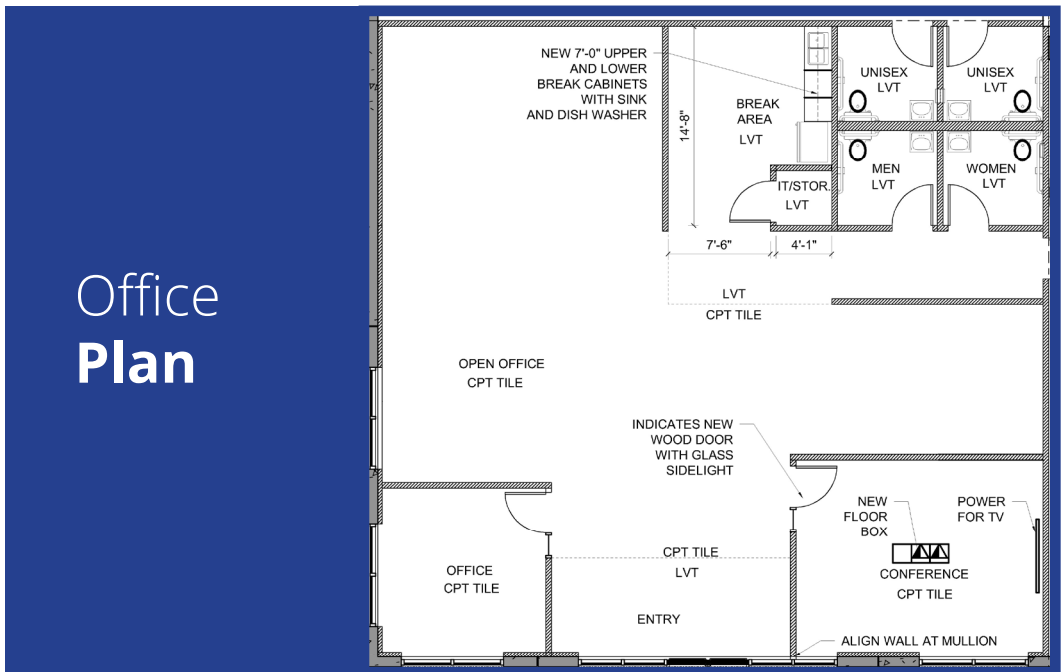 Office
Plan
NEW 7'-0" UPPER
AND LOWER
BREAK CABINETS
WITH SINK
AND DISH WASHER
14'-8"
BREAK
AREA
LVT
UNISEX
LVT
UNISEX
LVT
MEN
LVT
WOMEN
LVT
IT/STOR.
LVT
7'-6"
4'-1"
LVT
CPT TILE
OPEN OFFICE
CPT TILE
INDICATES NEW
WOOD DOOR
WITH GLASS
SIDELIGHT
NEW
FLOOR
BOX
POWER
FOR TV
CONFERENCE
CPT TILE
OFFICE
CPT TILE
CPT TILE
LVT
ENTRY
ALIGN WALL AT MULLION